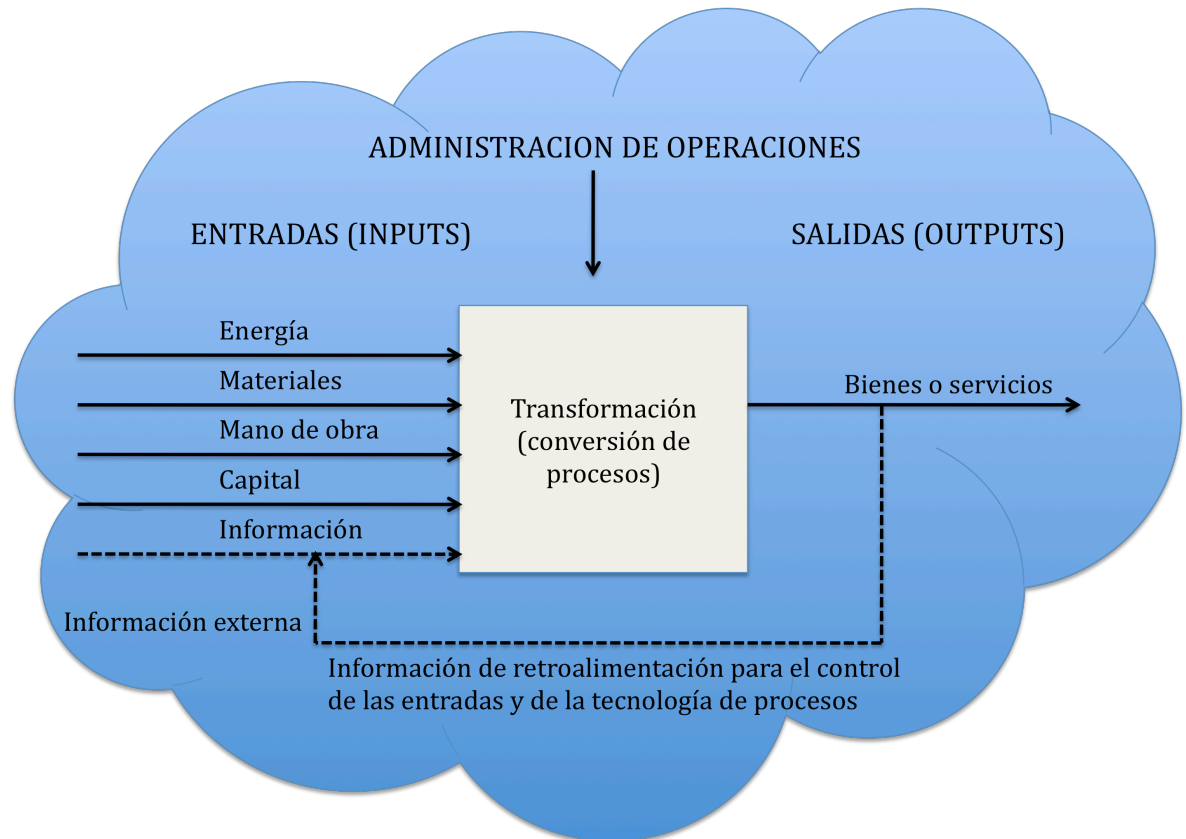 ADMINISTRACION DE OPERACIONES
ENTRADAS (INPUTS)
SALIDAS (OUTPUTS)
Energía
Materiales
Mano de obra
Capital
Información
Transformación
(conversión de
procesos)
Bienes o servicios
Información externa
Información de retroalimentación para el control
de las entradas y de la tecnología de procesos